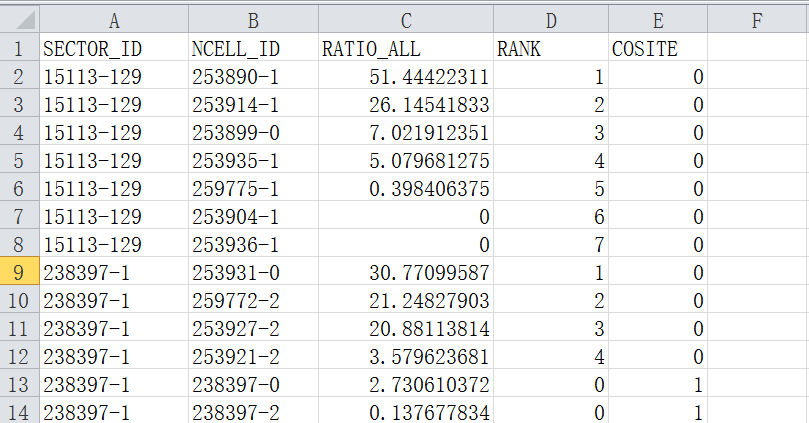 A B C D E F
1 SECTOR_ID NCELL_ID RATIO_ALL RANK COSITE
2 15113-129 253890-1 51.44422311 1 0
3 15113-129 253914-1 26.14541833 2 0
4 15113-129 253899-0 7.021912351 3 0
5 15113-129 253935-1 5.079681275 4 0
6 15113-129 259775-1 0.398406375 5 0
7 15113-129 253904-1 0 6 0
8 15113-129 253936-1 0 7 0
9 238397-1 253931-0 30.77099587 1 0
10 238397-1 259772-2 21.24827903 2 0
11 238397-1 253927-2 20.88113814 3 0
12 238397-1 253921-2 3.579623681 4 0
13 238397-1 238397-0 2.730610372 0 1
14 238397-1 238397-2 0.137677834 0 1